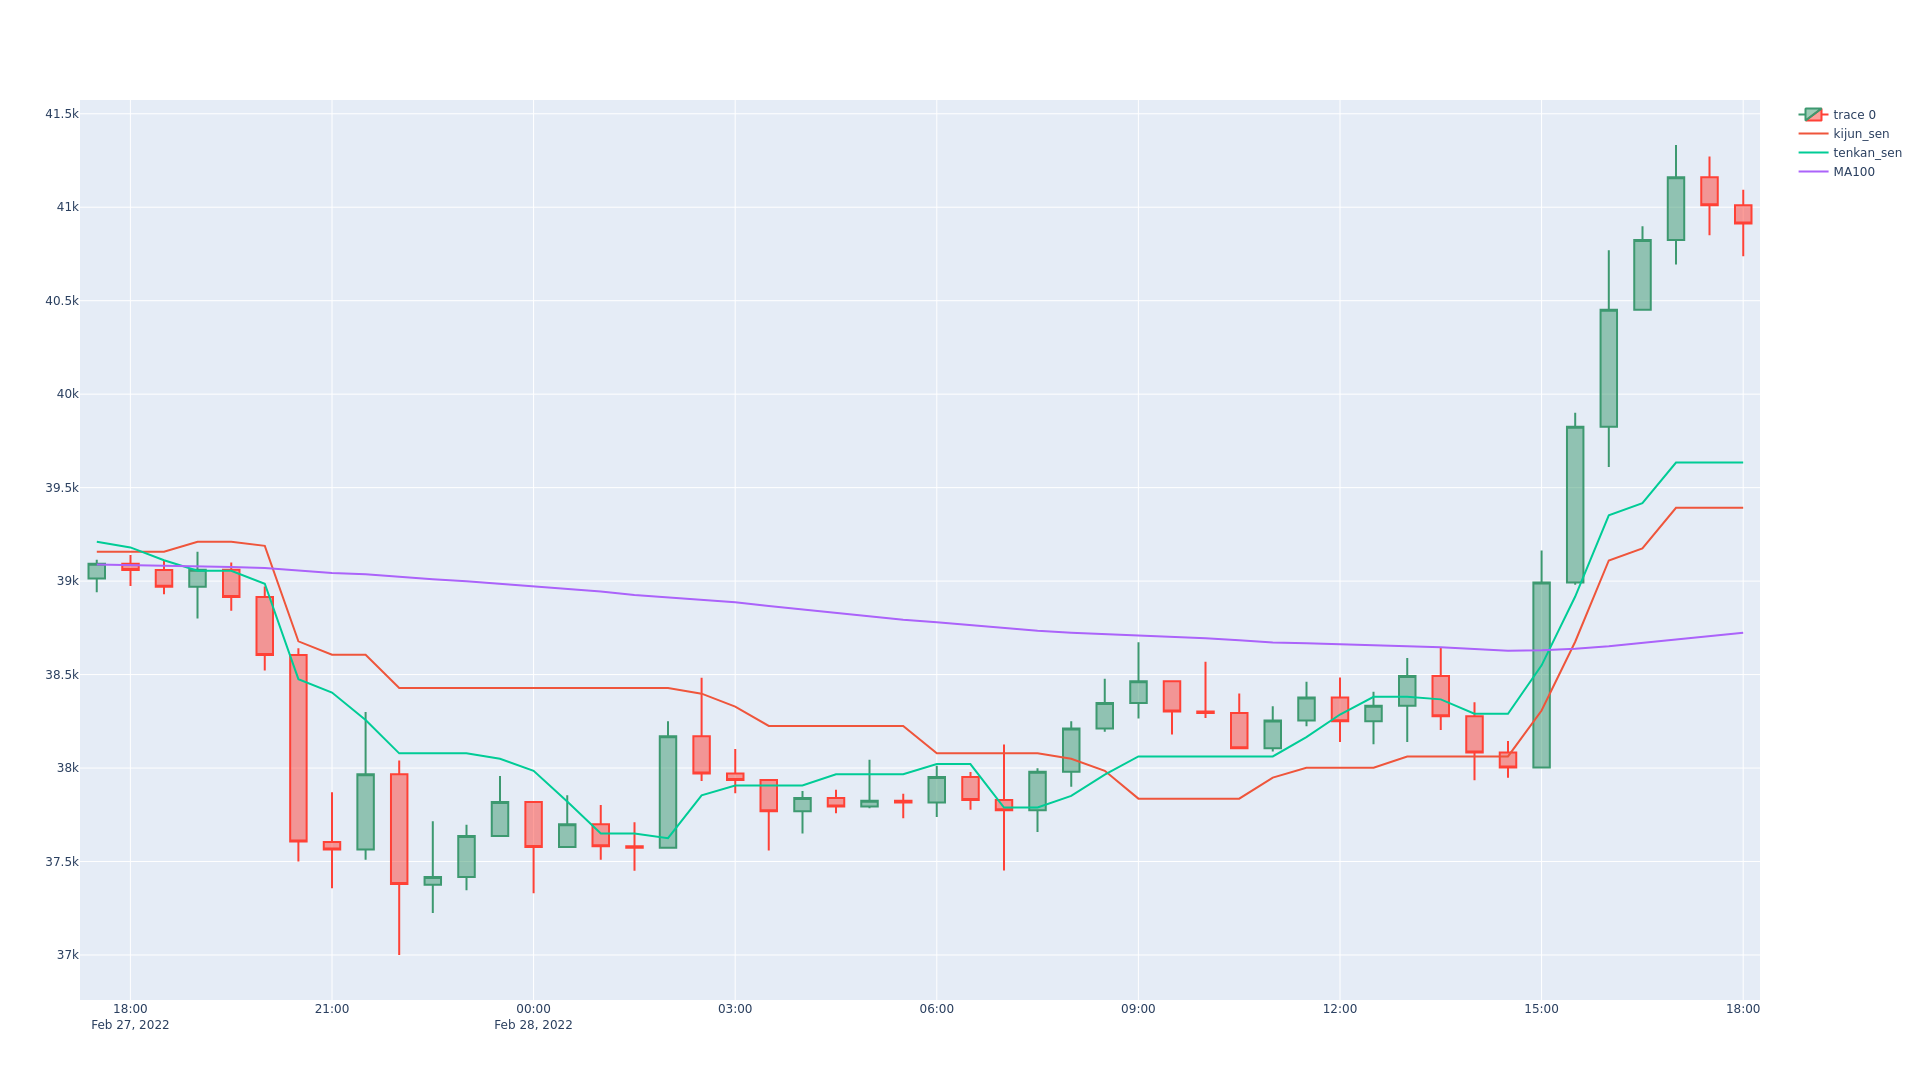 41.5k
41k
40.5k
40k
39.5k
39k
38.5k
38k
37.5k
37k
18:00
Feb 27, 2022
21:00
00:00
Feb 28, 2022
03:00
06:00
09:00
12:00
15:00
18:00
trace 0
kijun_sen
tenkan_sen
MA100